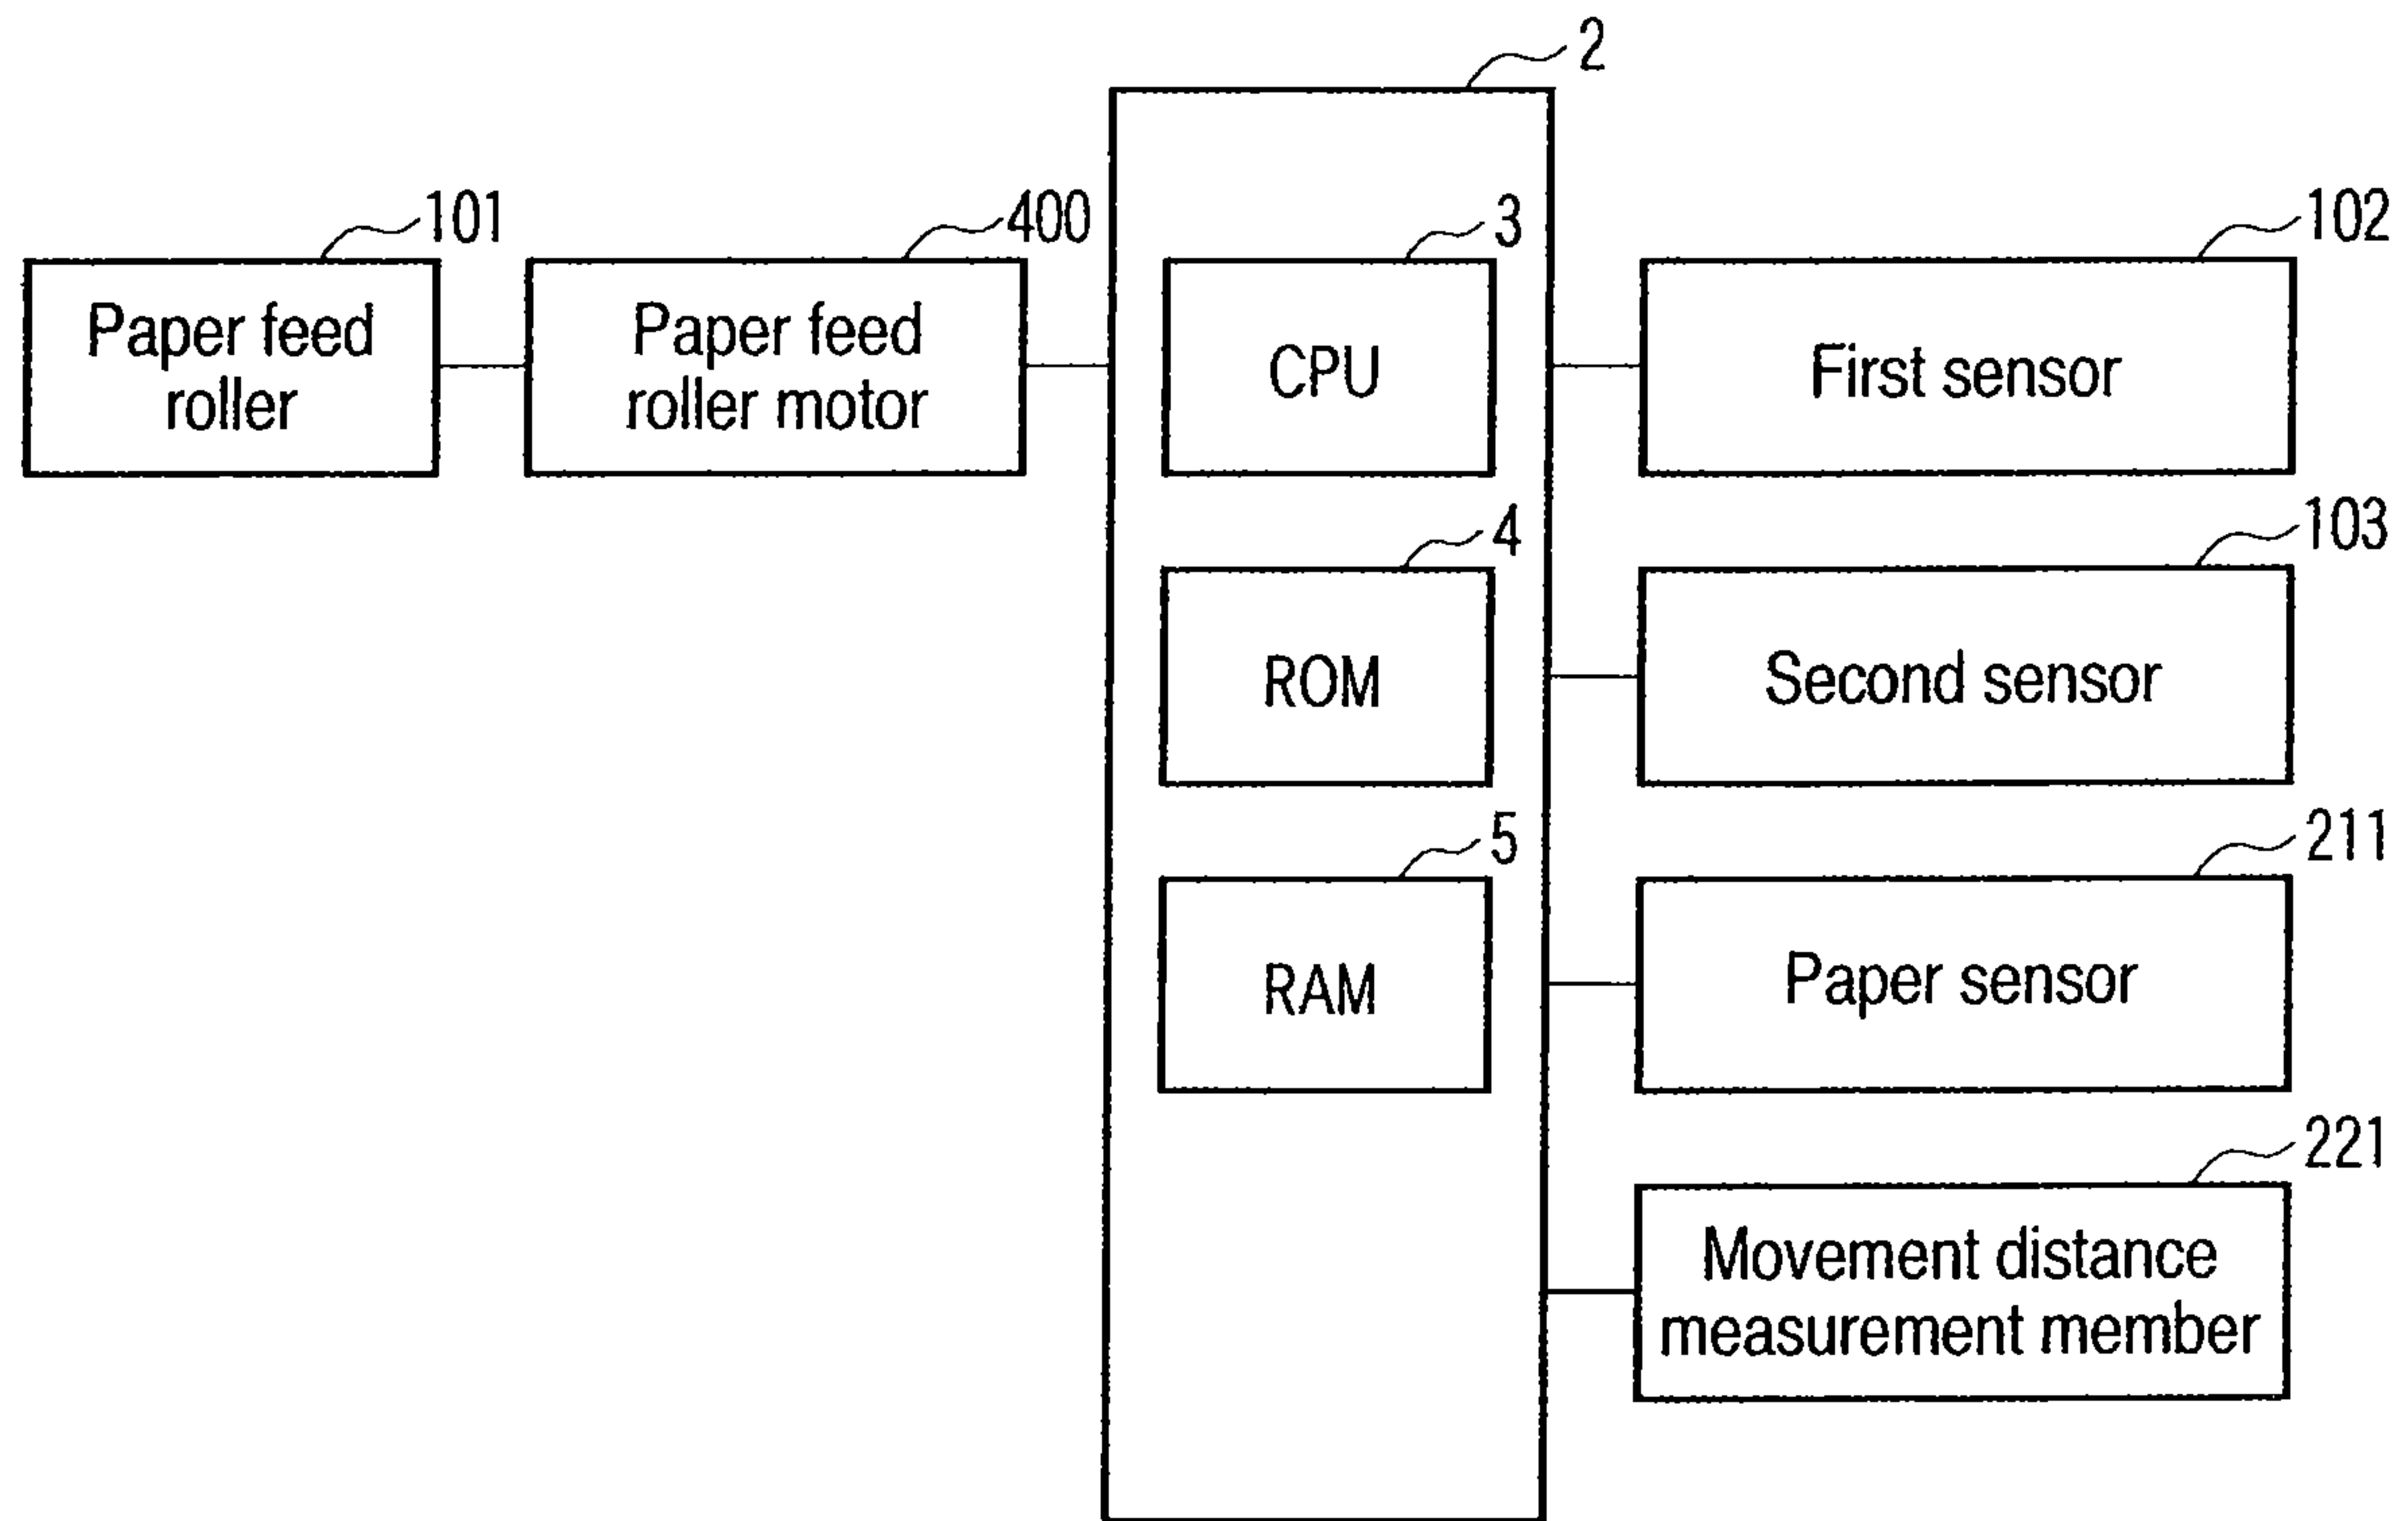 2
101
400
3
102
Paper feed
roller
Paper feed
roller motor
CPU
First sensor
4
103
ROM
Second sensor
5
211
RAM
Paper sensor
221
Movement distance
measurement member